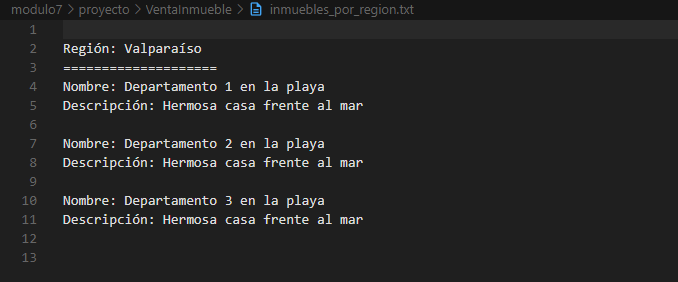 modulo7 > proyecto > VentaInmueble > inmuebles_por_region.txt
1
2 Región: Valparaíso
3 ====================
4 Nombre: Departamento 1 en la playa
5 Descripción: Hermosa casa frente al mar
6
7 Nombre: Departamento 2 en la playa
8 Descripción: Hermosa casa frente al mar
9
10 Nombre: Departamento 3 en la playa
11 Descripción: Hermosa casa frente al mar
12
13